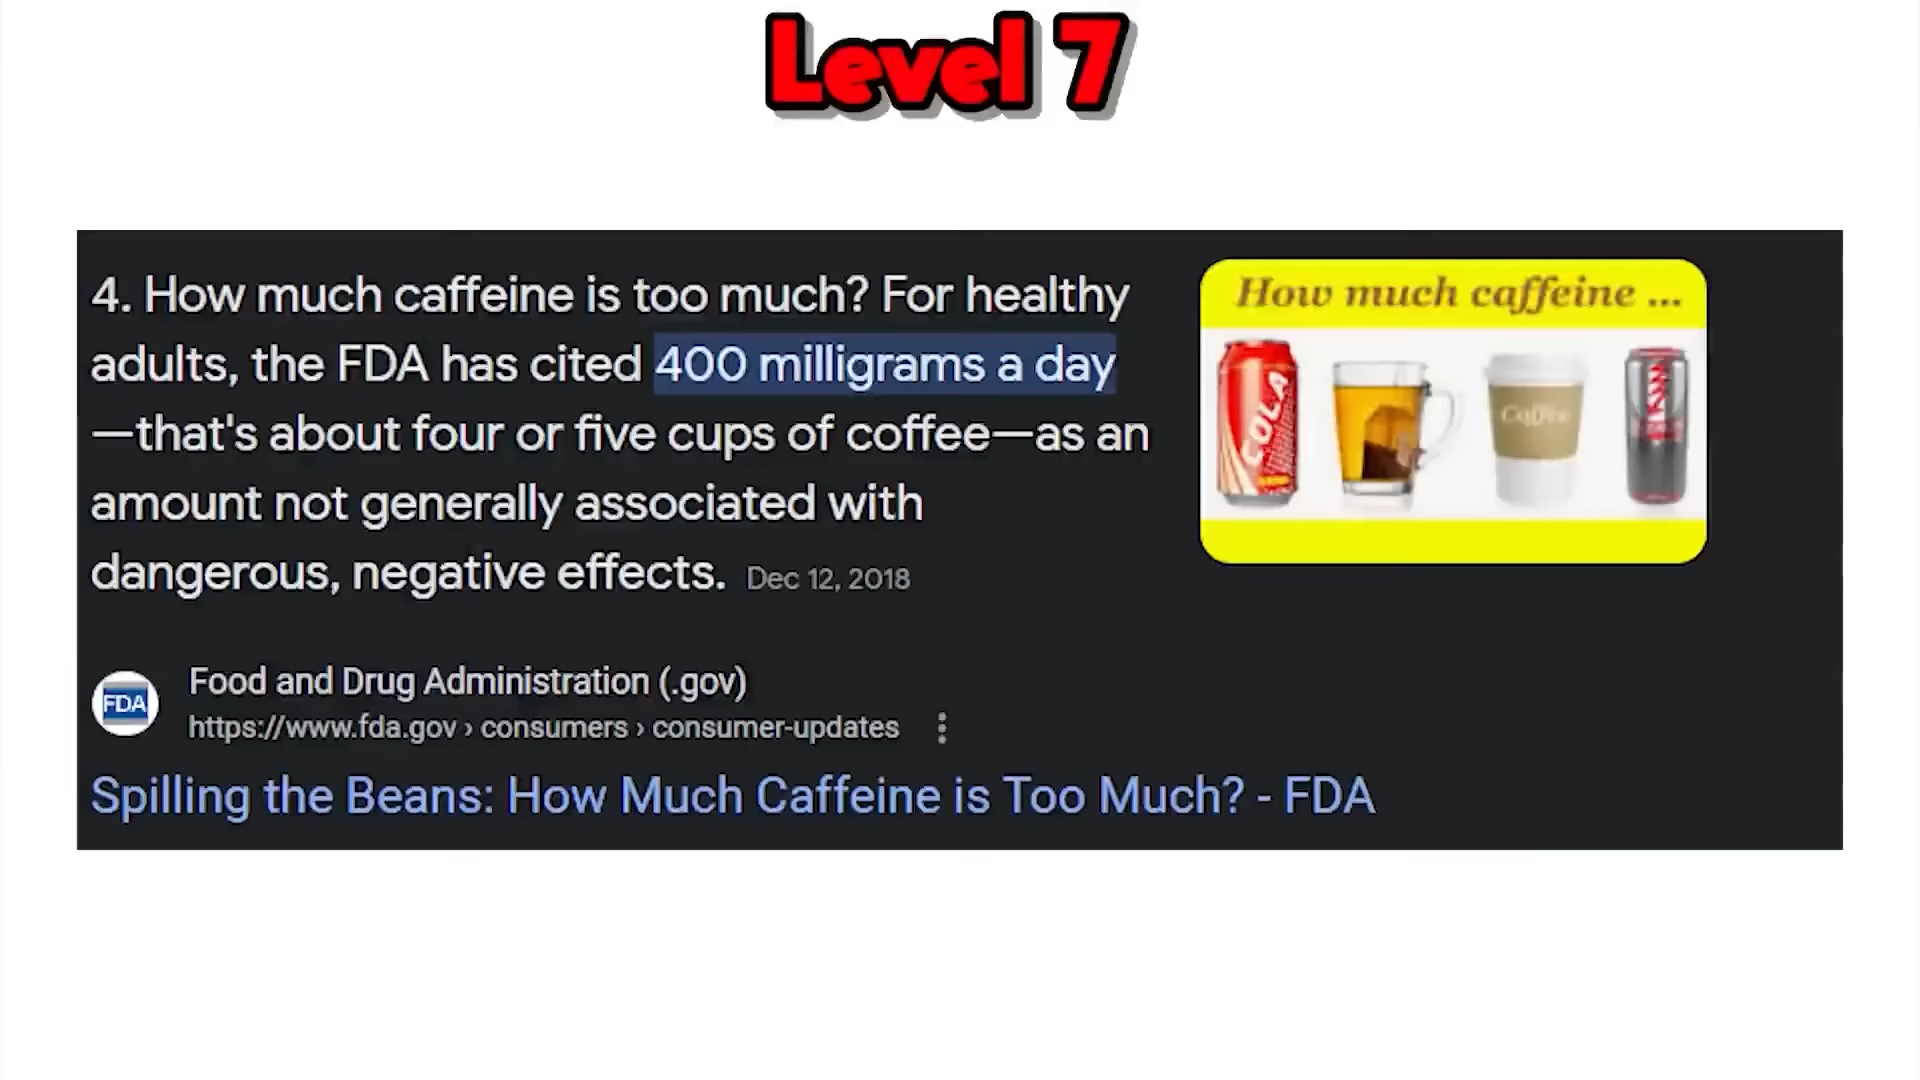 Level 7
4. How much caffeine is too much? For healthy
adults, the FDA has cited 400 milligrams a day
—that's about four or five cups of coffee—as an
amount not generally associated with
dangerous, negative effects. Dec 12, 2018
How much caffeine ...
COLA
Coffee
FDA
Food and Drug Administration (.gov)
https://www.fda.gov › consumers › consumer-updates
Spilling the Beans: How Much Caffeine is Too Much? - FDA